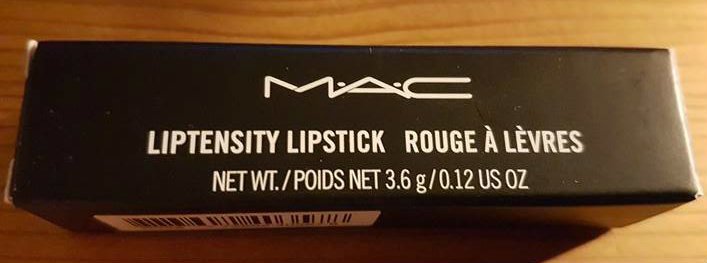 M·A·C
LIPTENSITY LIPSTICK ROUGE À LÈVRES
NET WT./POIDS NET 3.6 g/0.12 US OZ